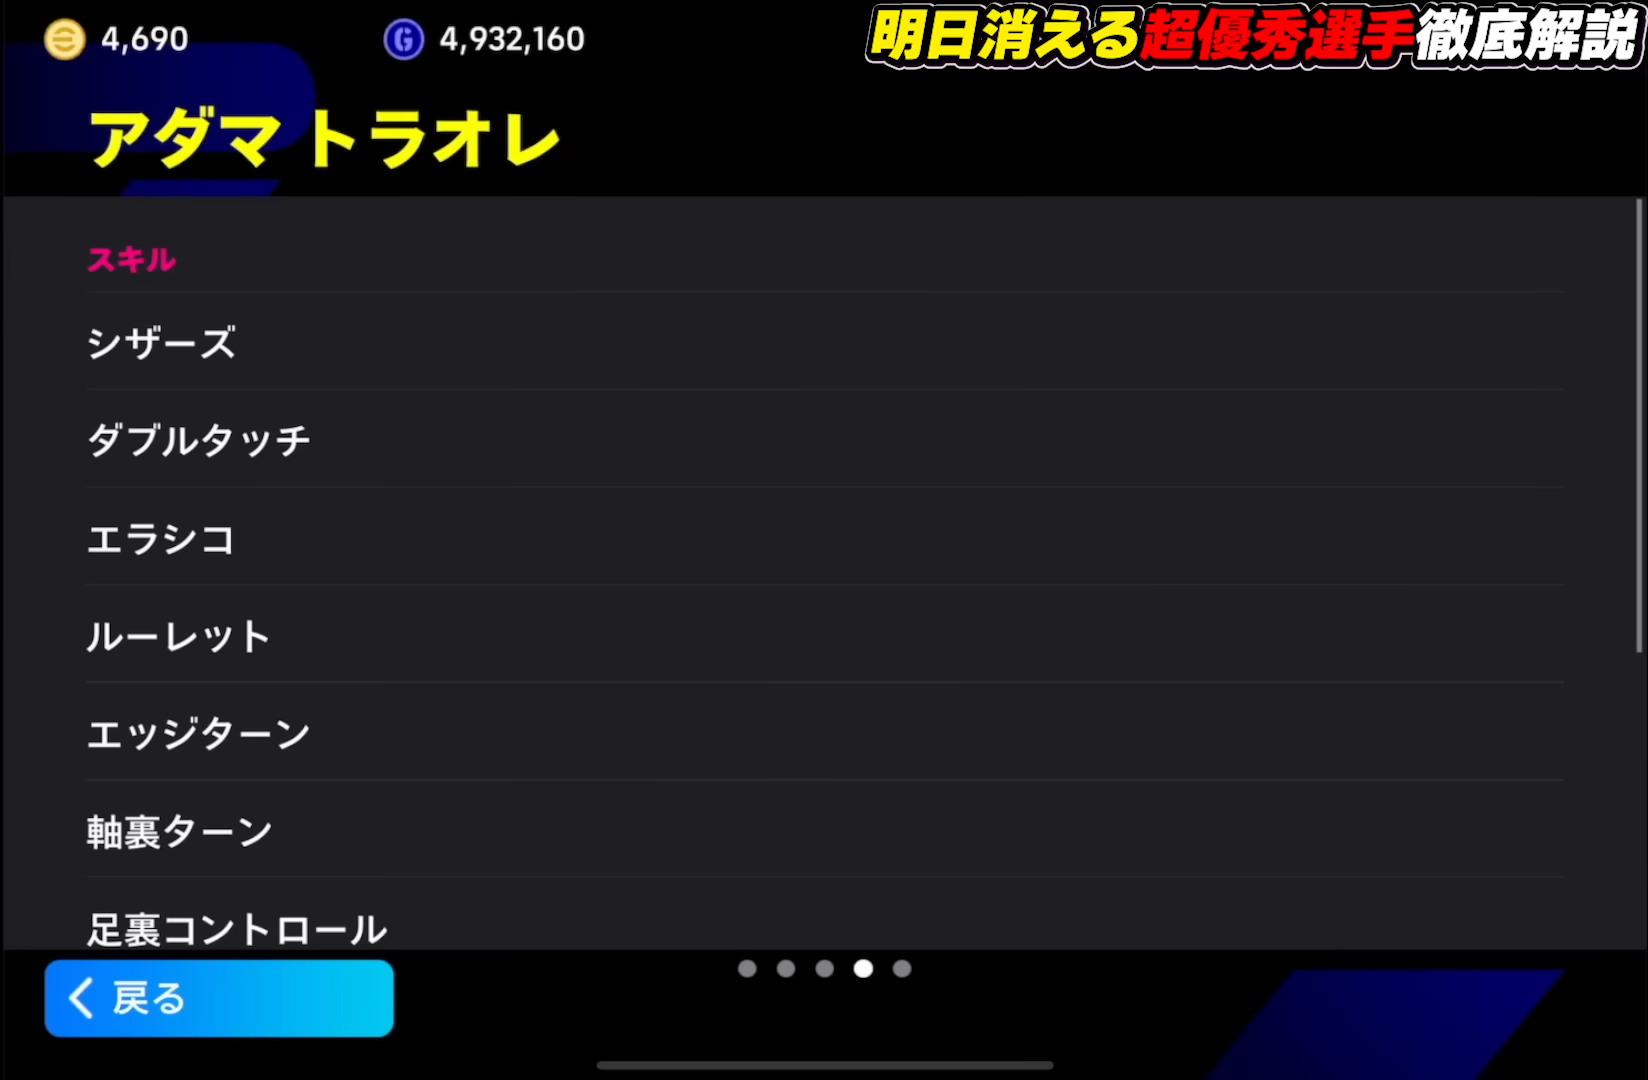 4,690
4,932,160
明日消える超優秀選手徹底解説
アダマ トラオレ
スキル
シザーズ
ダブルタッチ
エラシコ
ルーレット
エッジターン
軸裏ターン
足裏コントロール
戻る